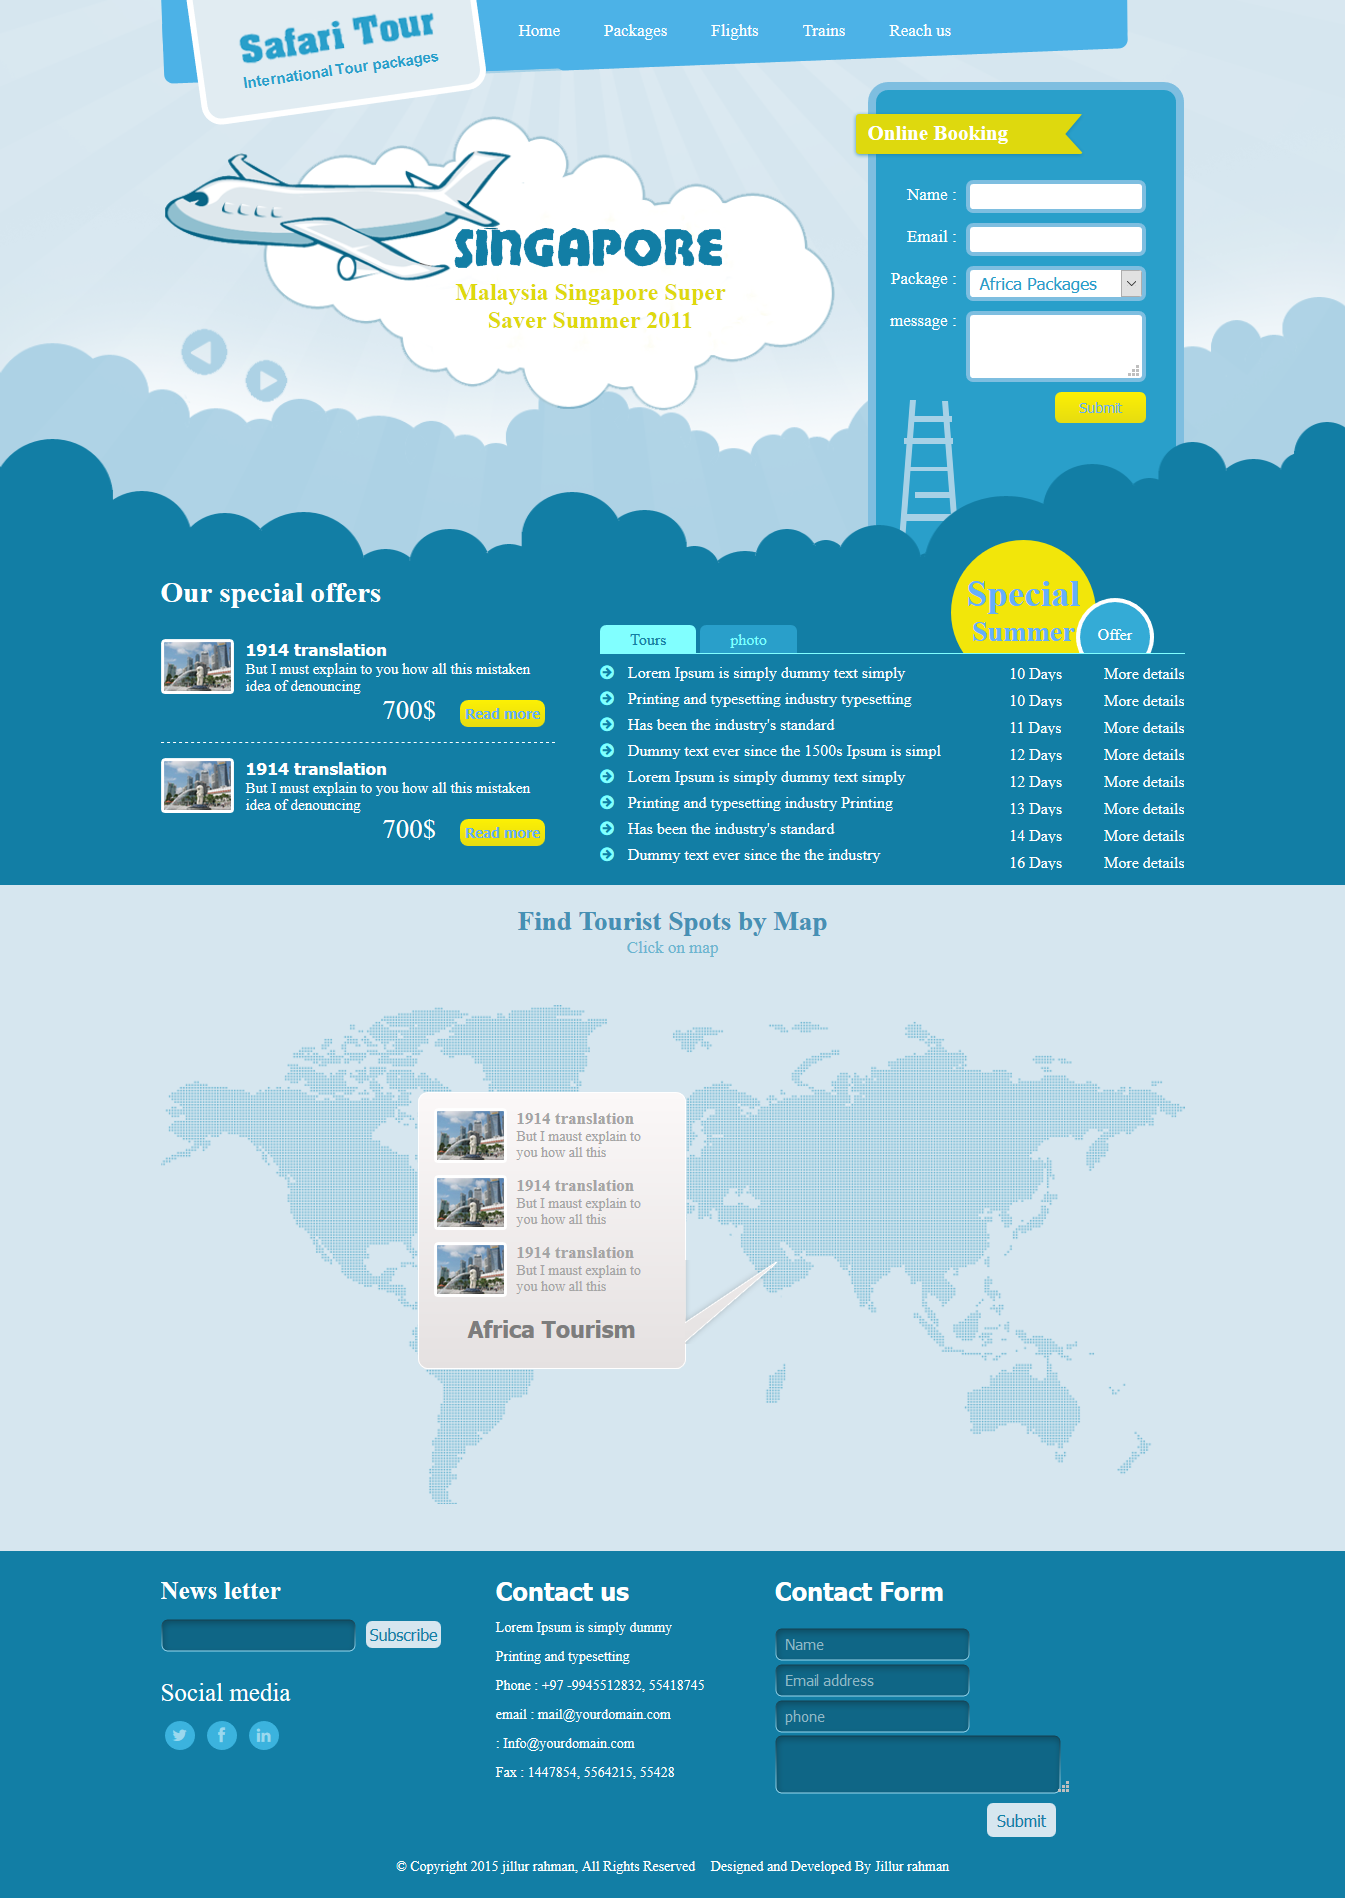 Safari Tour
International Tour packages
Home Packages Flights Trains Reach us
Online Booking
Name :
Email :
Package : Africa Packages
message :
Submit
SINGAPORE
Malaysia Singapore Super
Saver Summer 2011
Our special offers
1914 translation
But I must explain to you how all this mistaken
idea of denouncing
700$ Read more
1914 translation
But I must explain to you how all this mistaken
idea of denouncing
700$ Read more
Special
Summer
Offer
Tours photo
Lorem Ipsum is simply dummy text simply 10 Days More details
Printing and typesetting industry typesetting 10 Days More details
Has been the industry's standard 11 Days More details
Dummy text ever since the 1500s Ipsum is simpl 12 Days More details
Lorem Ipsum is simply dummy text simply 12 Days More details
Printing and typesetting industry Printing 13 Days More details
Has been the industry's standard 14 Days More details
Dummy text ever since the the industry 16 Days More details
Find Tourist Spots by Map
Click on map
1914 translation
But I maust explain to
you how all this
1914 translation
But I maust explain to
you how all this
1914 translation
But I maust explain to
you how all this
Africa Tourism
News letter
Subscribe
Social media
Contact us
Lorem Ipsum is simply dummy
Printing and typesetting
Phone : +97 -9945512832, 55418745
email : mail@yourdomain.com
: Info@yourdomain.com
Fax : 1447854, 5564215, 55428
Contact Form
Name
Email address
phone
Submit
© Copyright 2015 jillur rahman, All Rights Reserved Designed and Developed By Jillur rahman